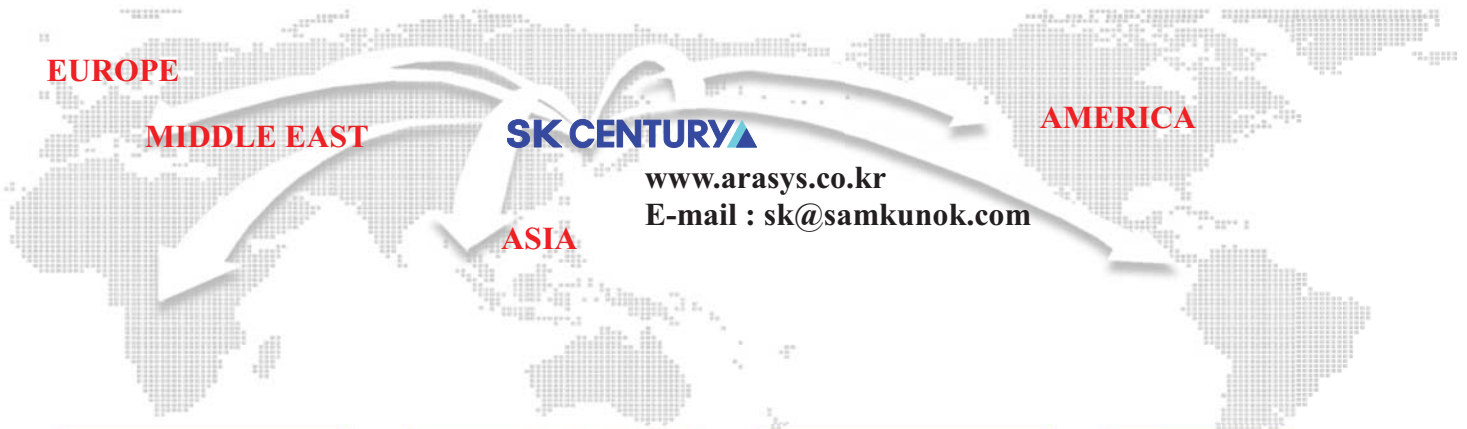 EUROPE
MIDDLE EAST
SK CENTURY
AMERICA
www.arasys.co.kr
E-mail : sk@samkunok.com
ASIA